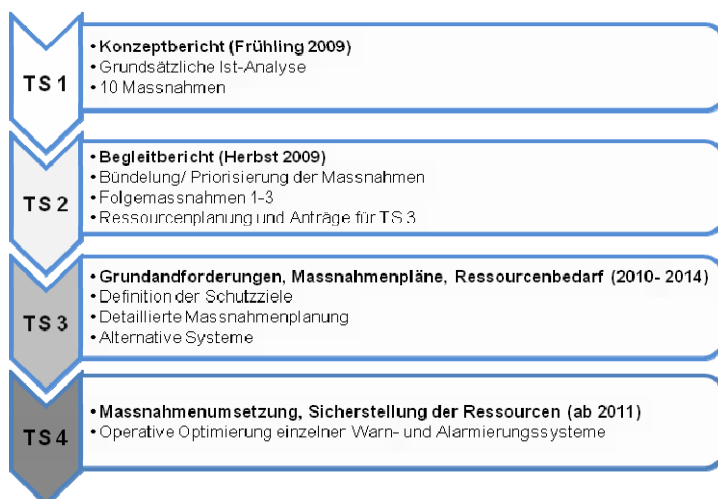 TS 1
• Konzeptbericht (Frühling 2009)
• Grundsätzliche Ist-Analyse
• 10 Massnahmen
TS 2
• Begleitbericht (Herbst 2009)
• Bündelung/ Priorisierung der Massnahmen
• Folgemassnahmen 1-3
• Ressourcenplanung und Anträge für TS 3
TS 3
• Grundandforderungen, Massnahmenpläne, Ressourcenbedarf (2010- 2014)
• Definition der Schutzziele
• Detaillierte Massnahmenplanung
• Alternative Systeme
TS 4
• Massnahmenumsetzung, Sicherstellung der Ressourcen (ab 2011)
• Operative Optimierung einzelner Warn- und Alarmierungssysteme